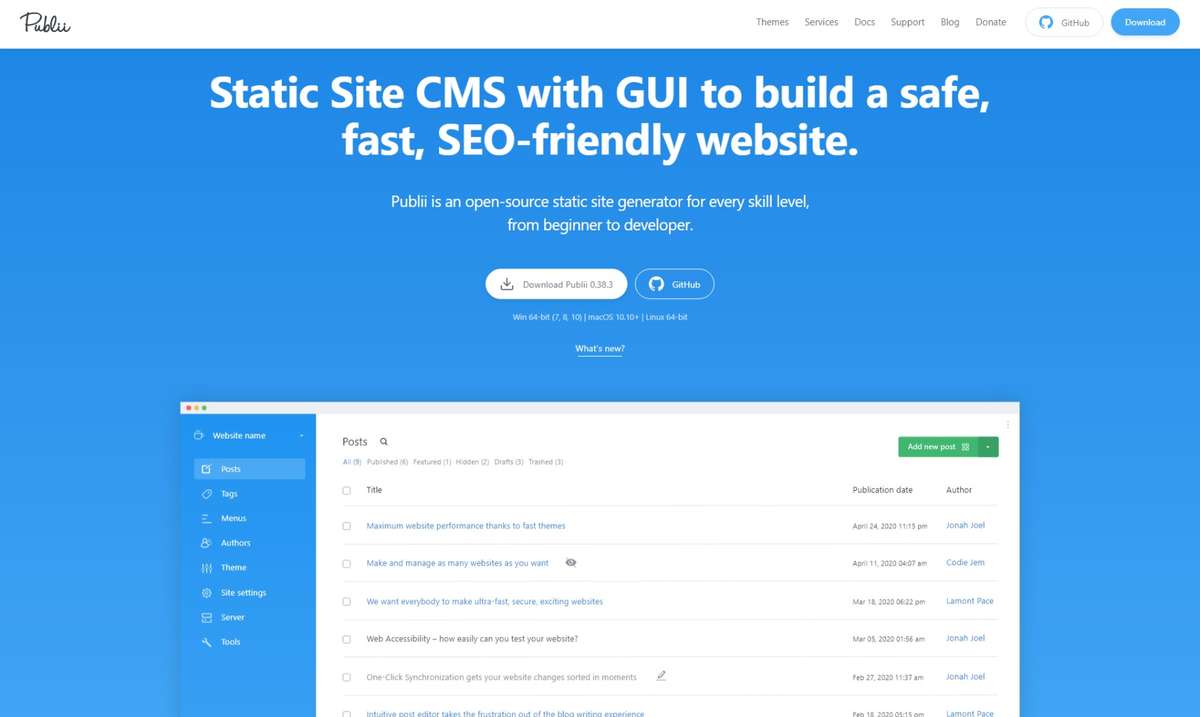 Publii
Themes Services Docs Support Blog Donate GitHub Download
Static Site CMS with GUI to build a safe,
fast, SEO-friendly website.
Publii is an open-source static site generator for every skill level,
from beginner to developer.
Download Publii 0.38.3 GitHub
Win 64-bit (7, 8, 10) | macOS 10.10+ | Linux 64-bit
What's new?
Website name
Posts
Tags
Menus
Authors
Theme
Site settings
Server
Tools
Posts
Add new post
All (9) Published (6) Featured (1) Hidden (2) Drafts (3) Trashed (3)
Title Publication date Author
Maximum website performance thanks to fast themes April 24, 2020 11:15 pm Jonah Joel
Make and manage as many websites as you want April 11, 2020 04:07 am Codie Jem
We want everybody to make ultra-fast, secure, exciting websites Mar 18, 2020 06:22 pm Lamont Pace
Web Accessibility – how easily can you test your website? Mar 05, 2020 01:56 am Jonah Joel
One-Click Synchronization gets your website changes sorted in moments Feb 27, 2020 11:37 am Jonah Joel
Intuitive post editor takes the frustration out of the blog writing experience Feb 18, 2020 05:15 pm Lamont Pace